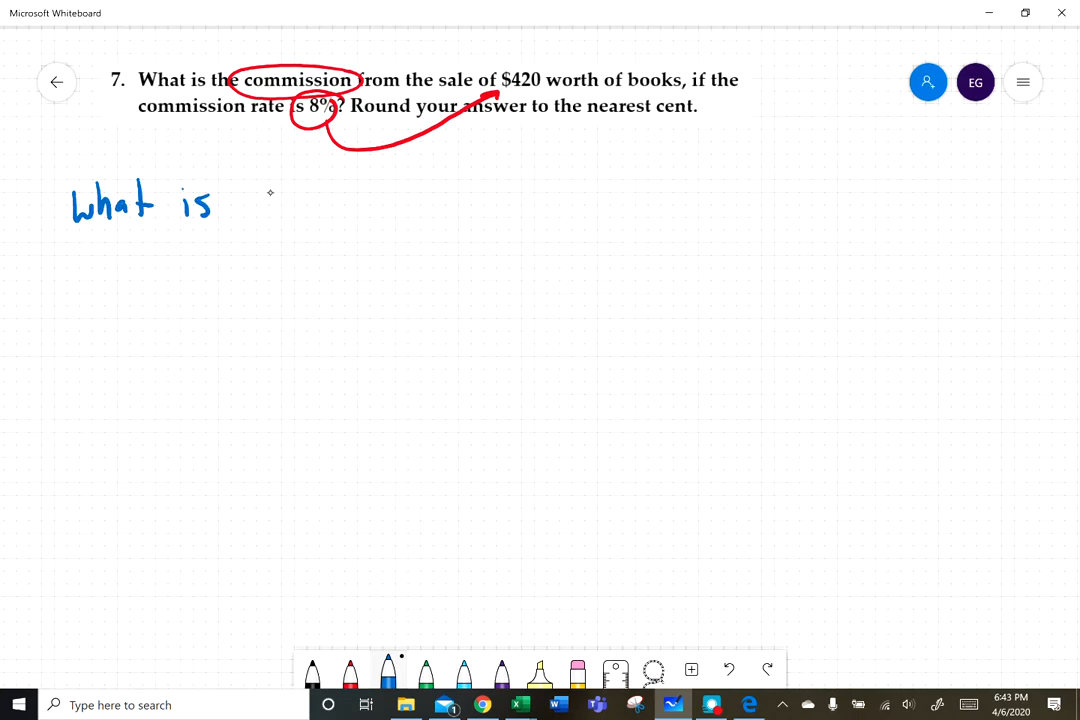 Microsoft Whiteboard
7. What is the commission from the sale of $420 worth of books, if the
commission rate is 8%? Round your answer to the nearest cent.
EG
What is
1
Type here to search
6:43 PM
4/6/2020